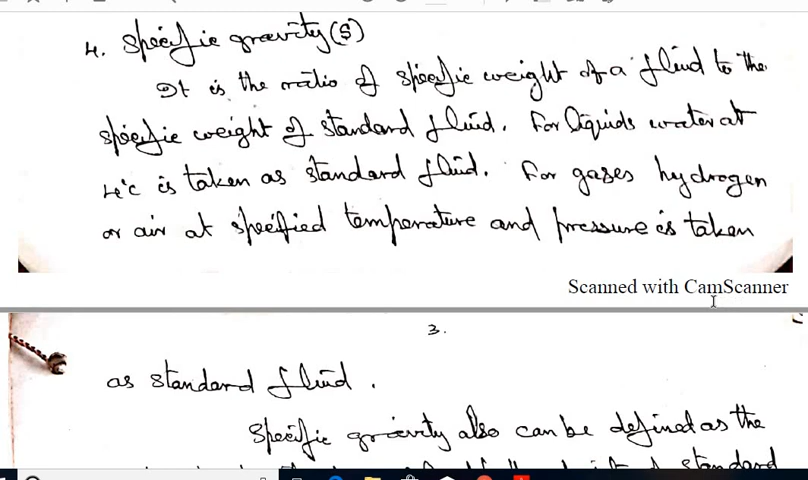 4. Specific gravity(S)
It is the ratio of specific weight of a fluid to the
specific weight of standard fluid. For liquids water at
4°c is taken as standard fluid. For gases hydrogen
or air at specified temperature and pressure is taken
Scanned with CamScanner
3.
as standard fluid.
Specific gravity also can be defined as the
standard